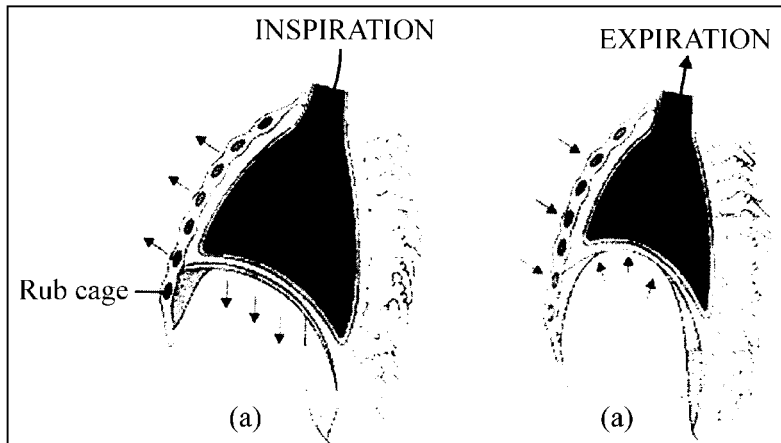 INSPIRATION
EXPIRATION
Rub cage
(a)
(a)